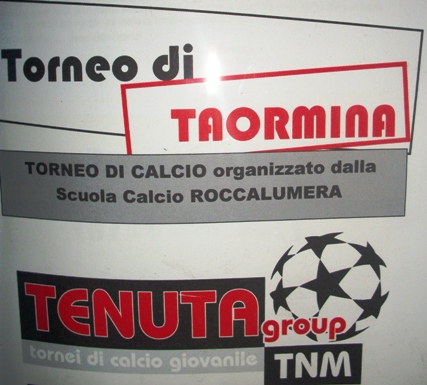 Torneo di
TAORMINA
TORNEO DI CALCIO organizzato dalla
Scuola Calcio ROCCALUMERA
TENUTA group
tornei di calcio giovanile TNM